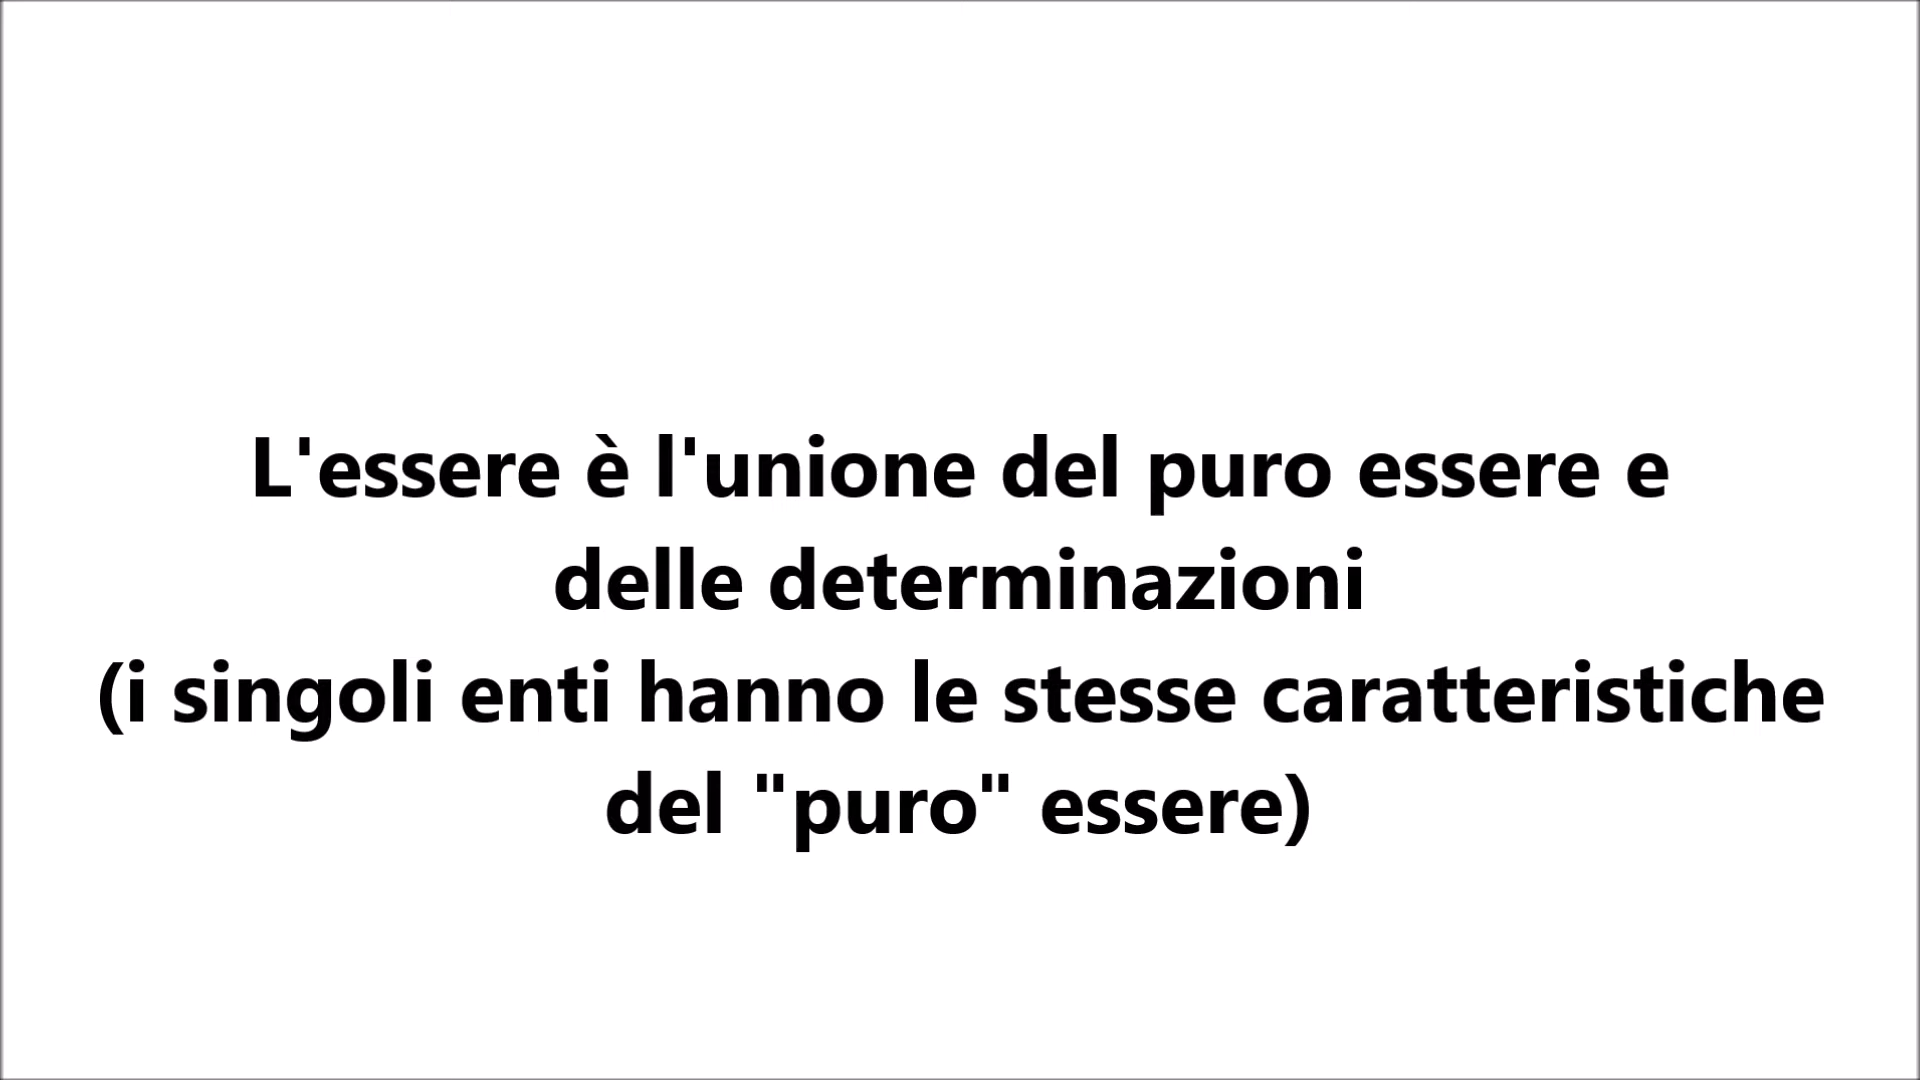 L'essere è l'unione del puro essere e
delle determinazioni
(i singoli enti hanno le stesse caratteristiche
del "puro" essere)